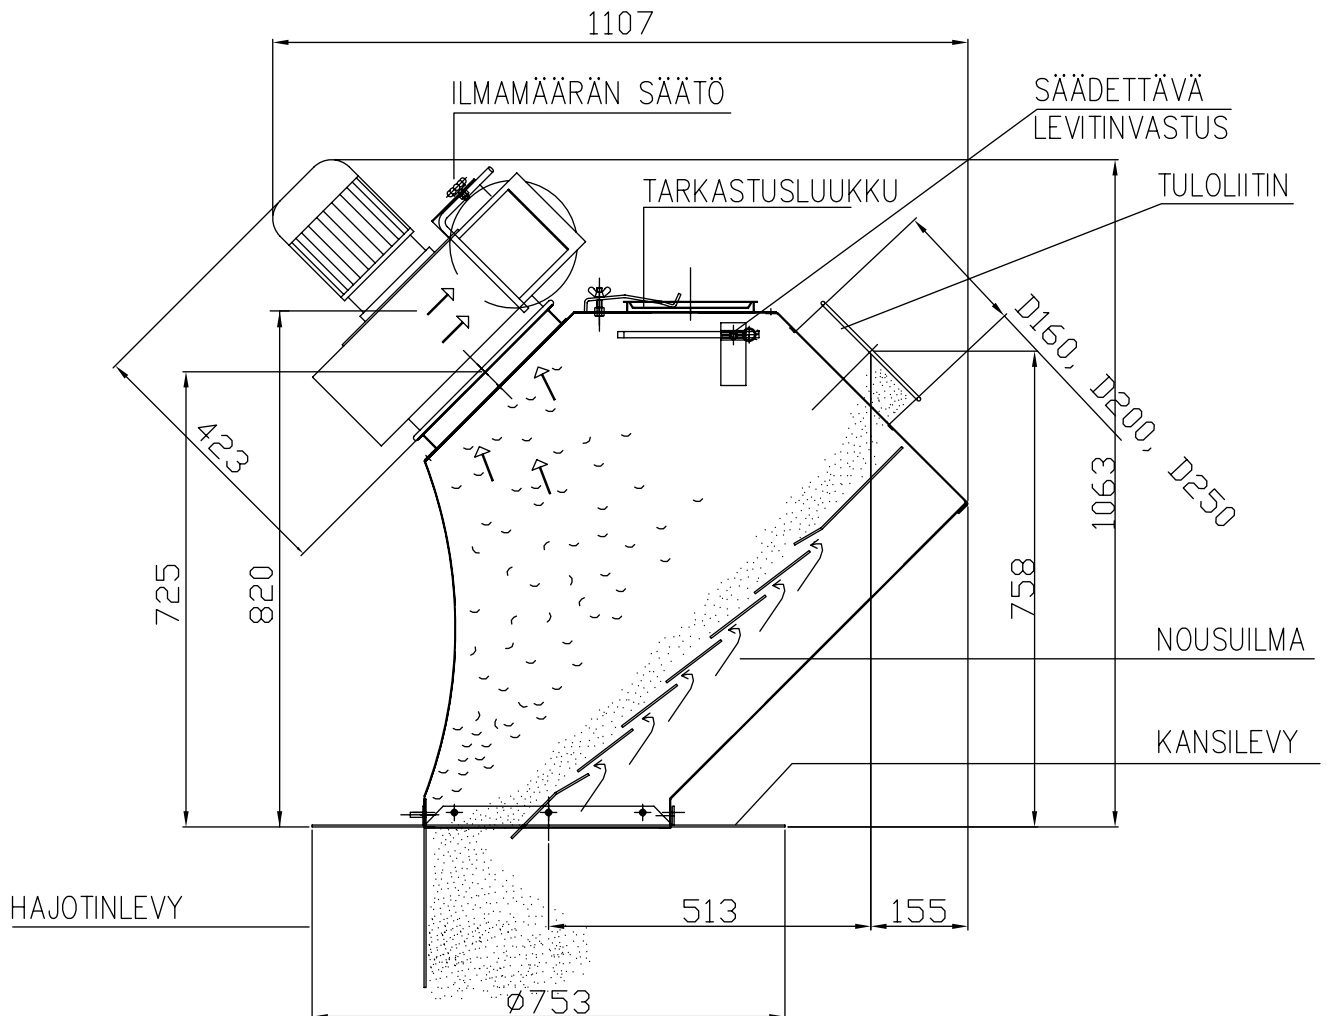 1107
ILMAMÄÄRÄN SÄÄTÖ
SÄÄDETTÄVÄ
LEVITINVASTUS
TARKASTUSLUUKKU
TULOLIITIN
D160, D200, D250
423
725
820
1063
758
NOUSUILMA
KANSILEVY
HAJOTINLEVY
513
155
Ø753